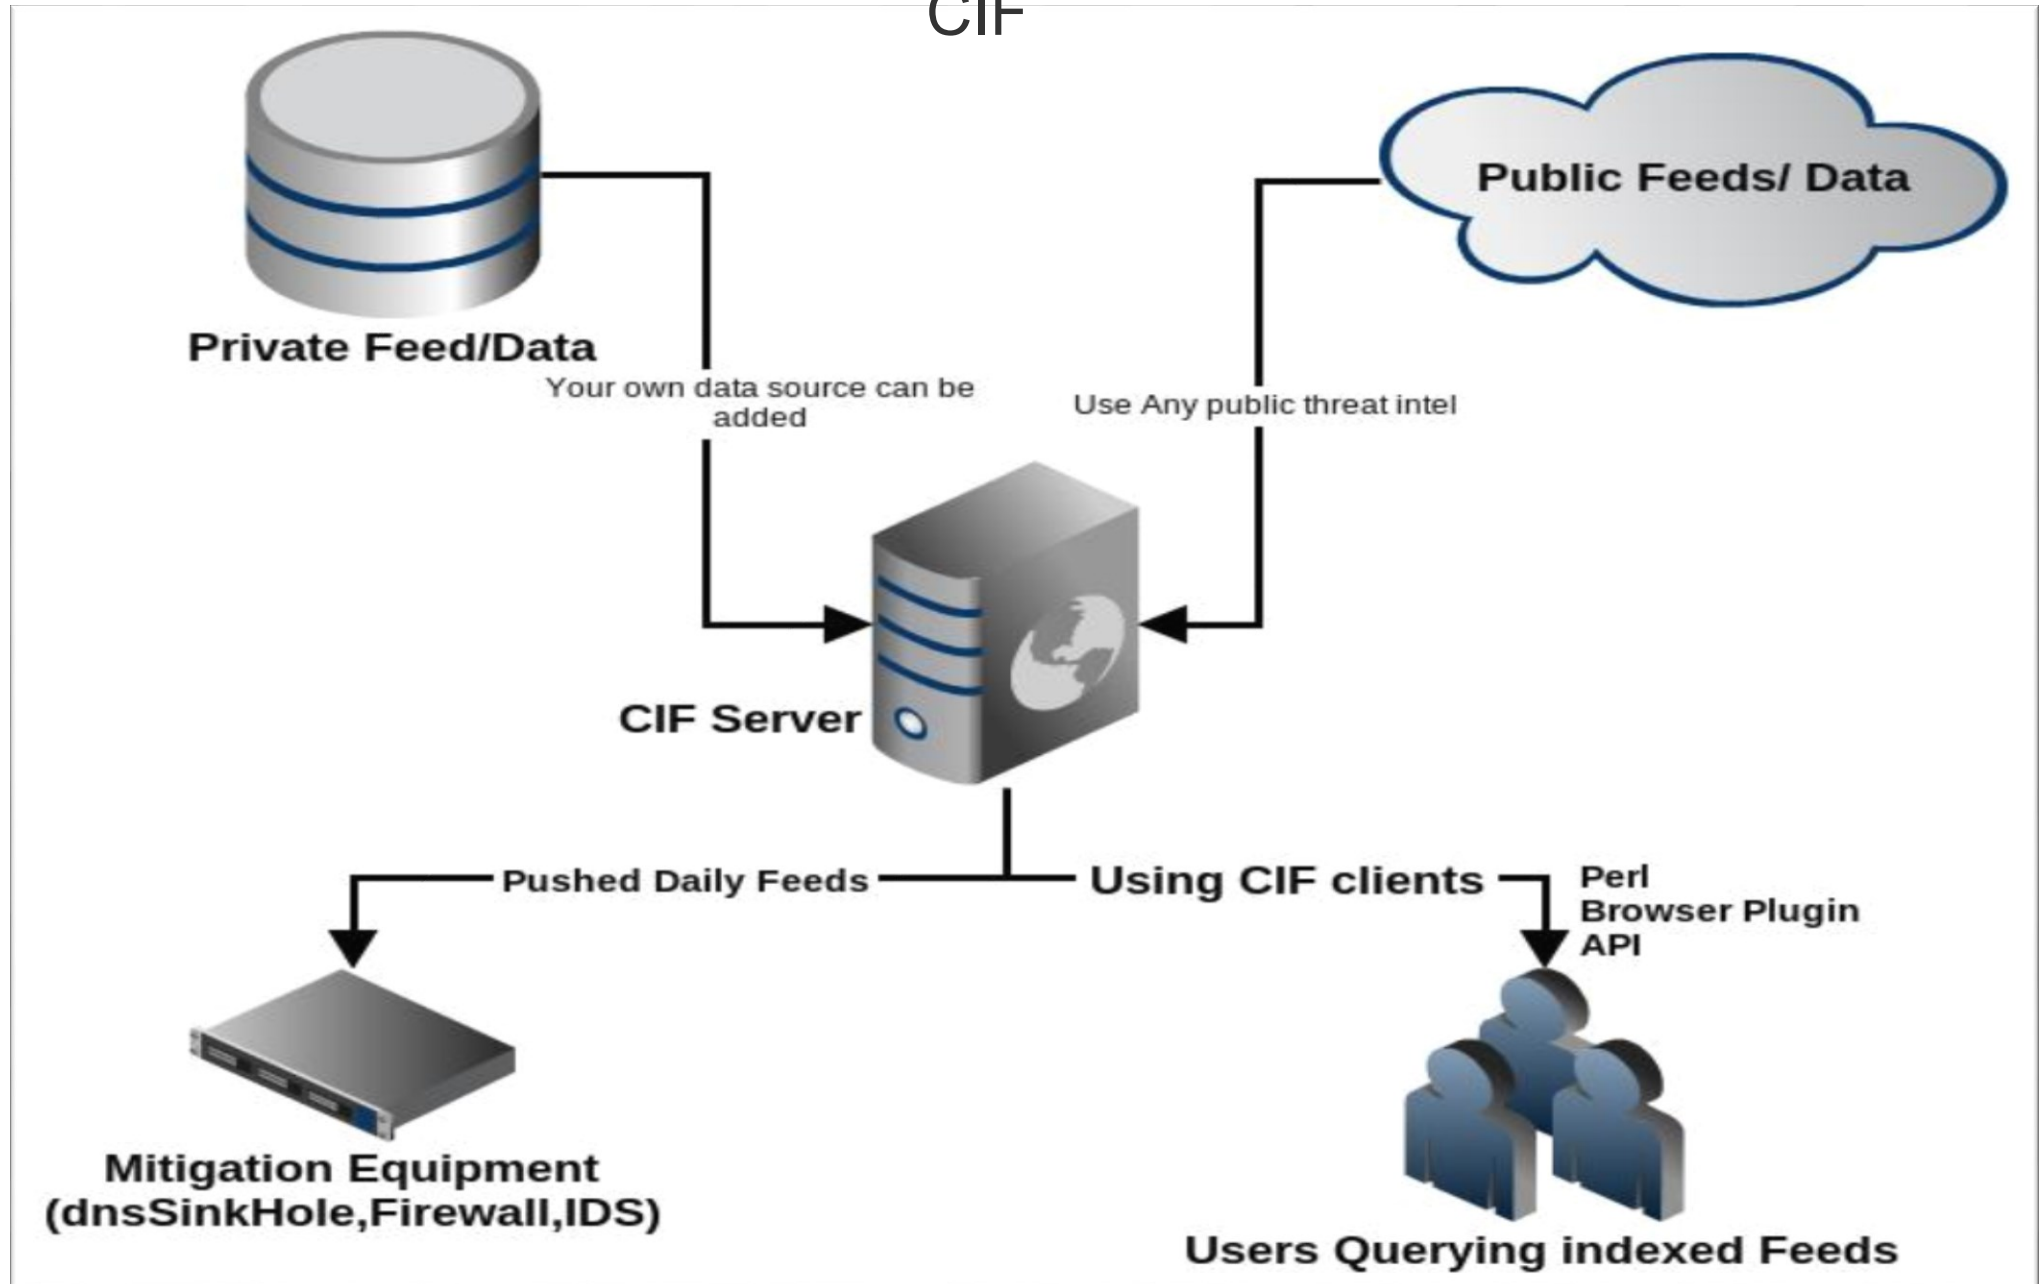 CIF
Public Feeds/ Data
Private Feed/Data
Your own data source can be
added
Use Any public threat intel
CIF Server
Pushed Daily Feeds
Using CIF clients
Perl
Browser Plugin
API
Mitigation Equipment
(dnsSinkHole,Firewall,IDS)
Users Querying indexed Feeds